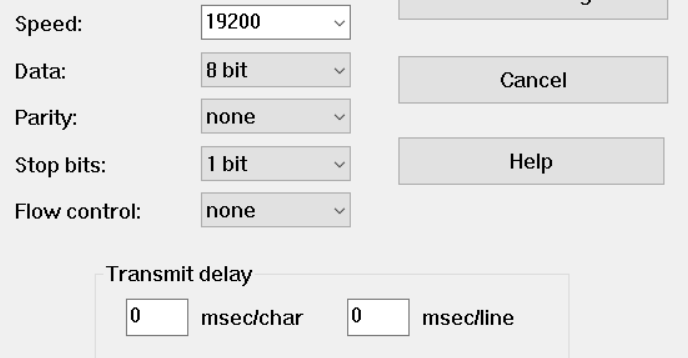 Speed: 19200
Data: 8 bit
Cancel
Parity: none
Stop bits: 1 bit
Help
Flow control: none
Transmit delay
0 msec/char 0 msec/line